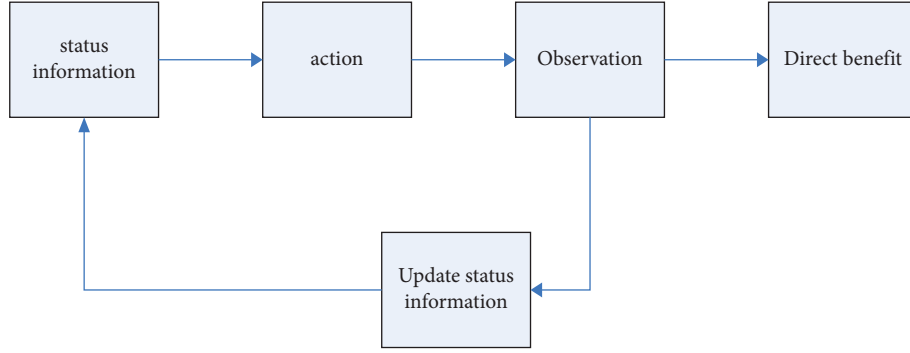 status
information
action
Observation
Direct benefit
Update status
information